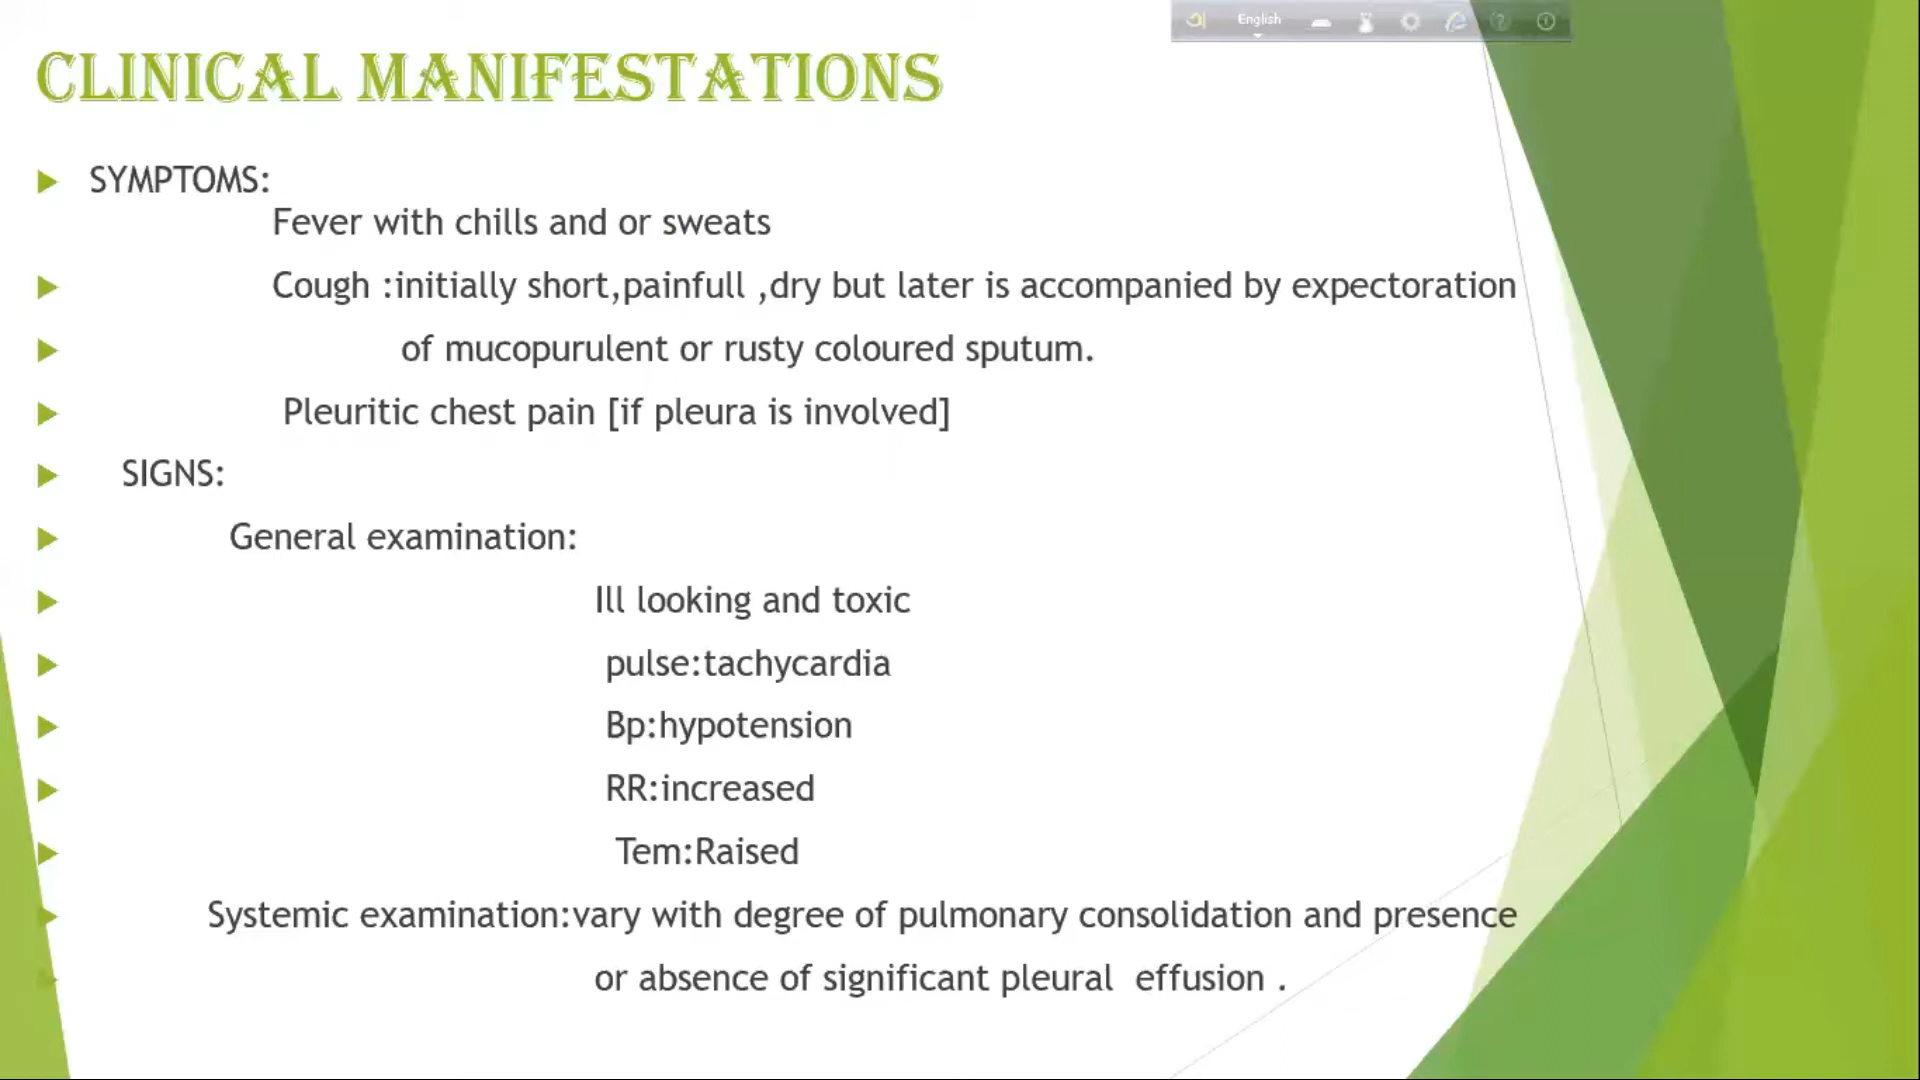 English
CLINICAL MANIFESTATIONS
SYMPTOMS:
Fever with chills and or sweats
Cough :initially short,painfull ,dry but later is accompanied by expectoration
of mucopurulent or rusty coloured sputum.
Pleuritic chest pain [if pleura is involved]
SIGNS:
General examination:
Ill looking and toxic
pulse:tachycardia
Bp:hypotension
RR:increased
Tem:Raised
Systemic examination:vary with degree of pulmonary consolidation and presence
or absence of significant pleural  effusion .